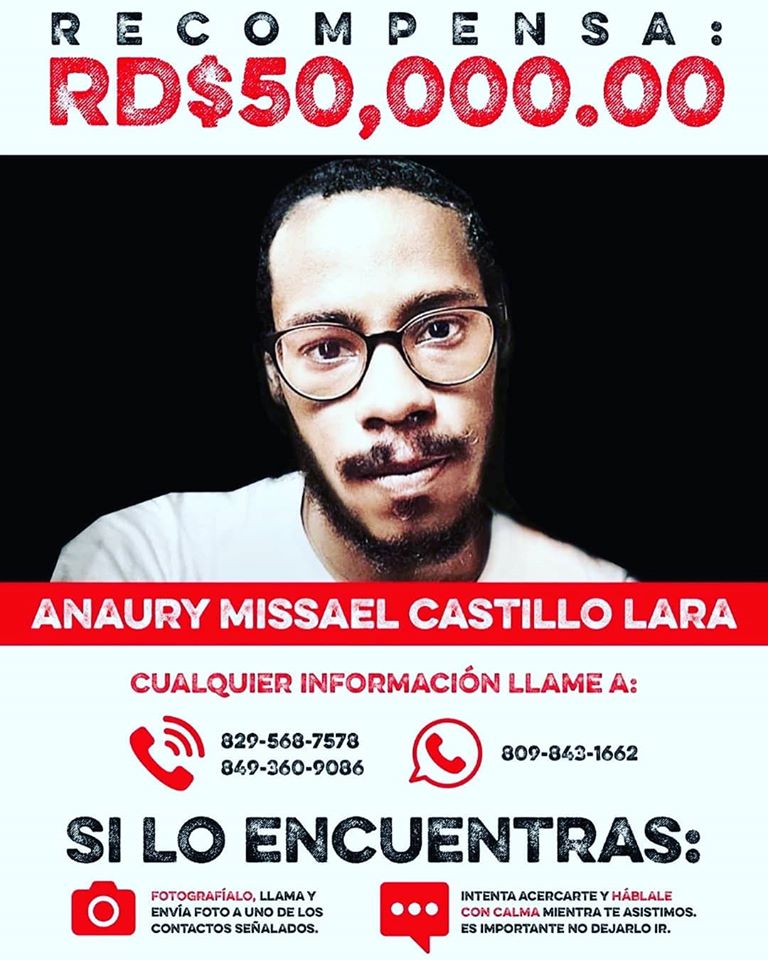 RECOMPENSA:
RD$50,000.00
ANAURY MISSAEL CASTILLO LARA
CUALQUIER INFORMACIÓN LLAME A:
829-568-7578
849-360-9086
809-843-1662
SI LO ENCUENTRAS:
FOTOGRAFÍALO, LLAMA Y
ENVÍA FOTO A UNO DE LOS
CONTACTOS SEÑALADOS.
INTENTA ACERCARTE Y HÁBLALE
CON CALMA MIENTRA TE ASISTIMOS.
ES IMPORTANTE NO DEJARLO IR.